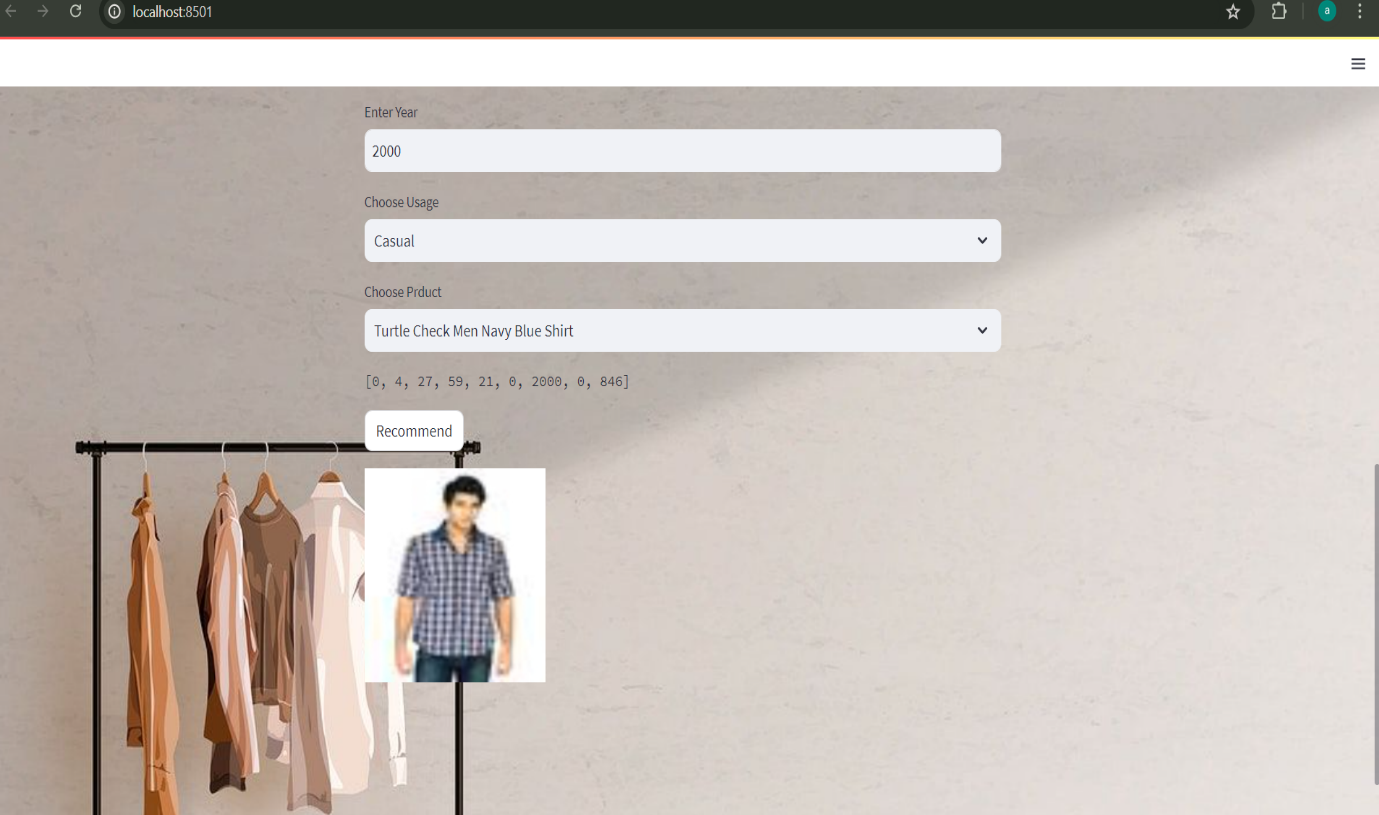 localhost:8501
a
Enter Year
2000
Choose Usage
Casual
Choose Prduct
Turtle Check Men Navy Blue Shirt
[0, 4, 27, 59, 21, 0, 2000, 0, 846]
Recommend